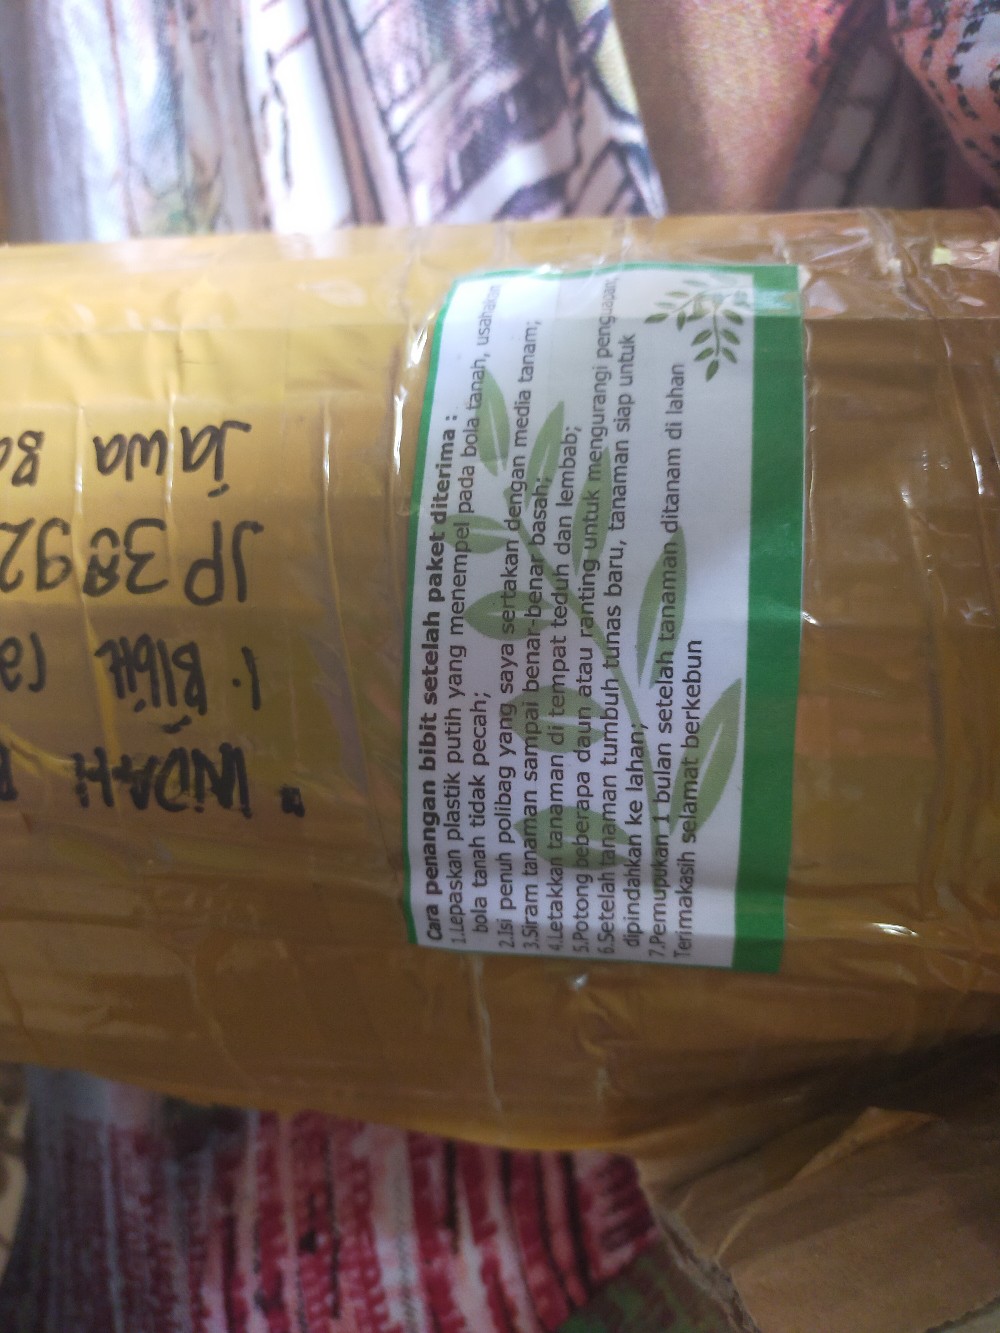 Cara penangan bibit setelah paket diterima :
1.Lepaskan plastik putih yang menempel pada bola tanah, usahakan
bola tanah tidak pecah;
2.Isi penuh polibag yang saya sertakan dengan media tanam;
3.Siram tanaman sampai benar-benar basah;
4.Letakkan tanaman di tempat teduh dan lembab;
5.Potong beberapa daun atau ranting untuk mengurangi penguapan;
6.Setelah tanaman tumbuh tunas baru, tanaman siap untuk
dipindahkan ke lahan;
7.Pemupukan 1 bulan setelah tanaman ditanam di lahan
Terimakasih selamat berkebun
Jawa
JP 3892
1. Bibit
INDAH